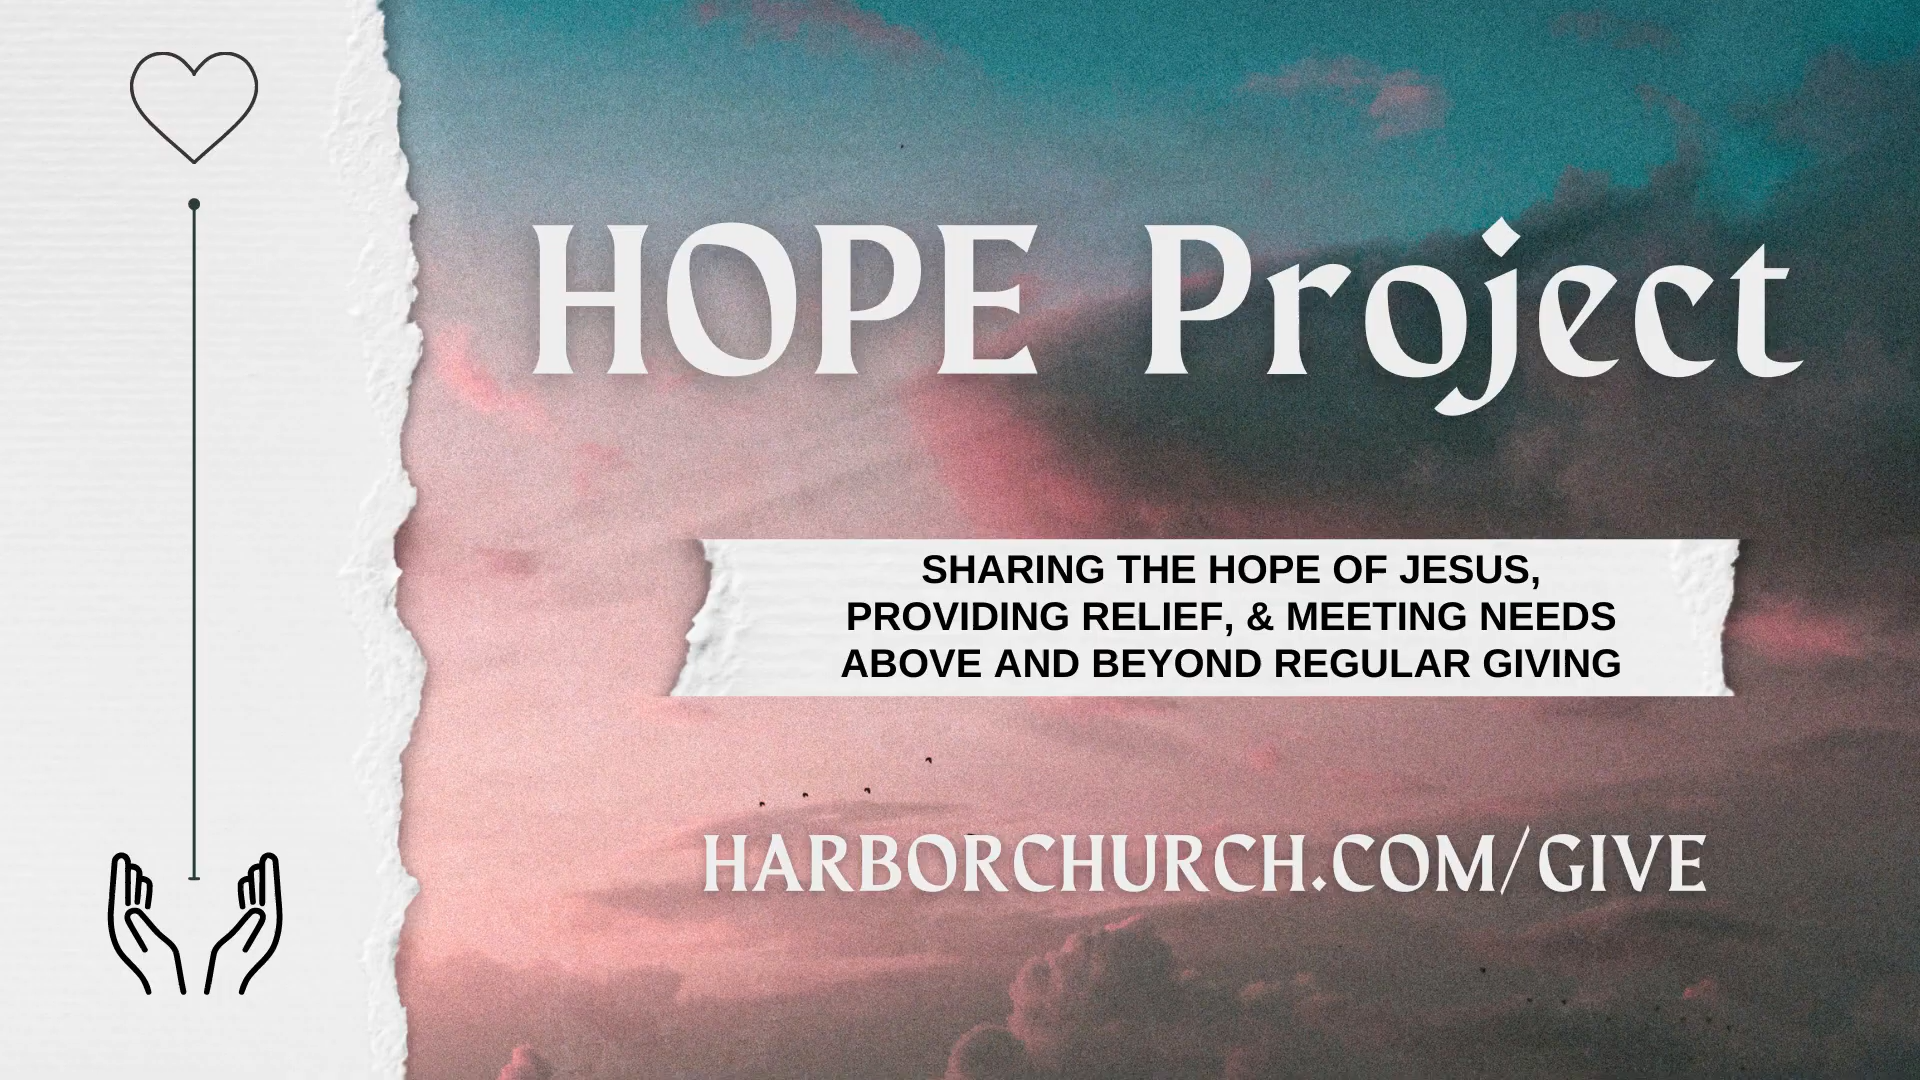 HOPE Project
SHARING THE HOPE OF JESUS,
PROVIDING RELIEF, & MEETING NEEDS
ABOVE AND BEYOND REGULAR GIVING
HARBORCHURCH.COM/GIVE